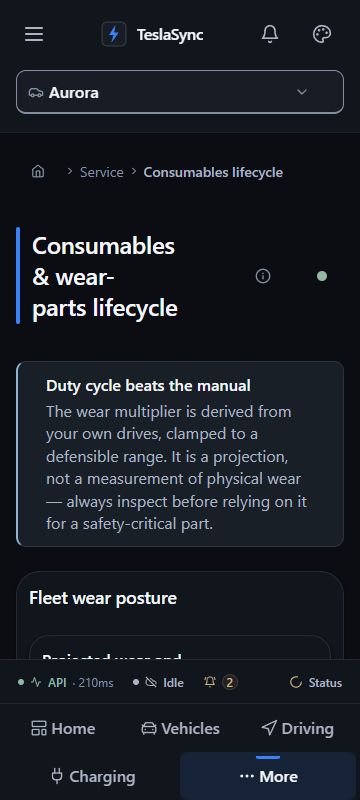 TeslaSync
Aurora
Service
Consumables lifecycle
Consumables
& wear-
parts lifecycle
Duty cycle beats the manual
The wear multiplier is derived from
your own drives, clamped to a
defensible range. It is a projection,
not a measurement of physical wear
— always inspect before relying on it
for a safety-critical part.
Fleet wear posture
Projected wear and
API · 210ms
Idle
2
Status
Home
Vehicles
Driving
Charging
More